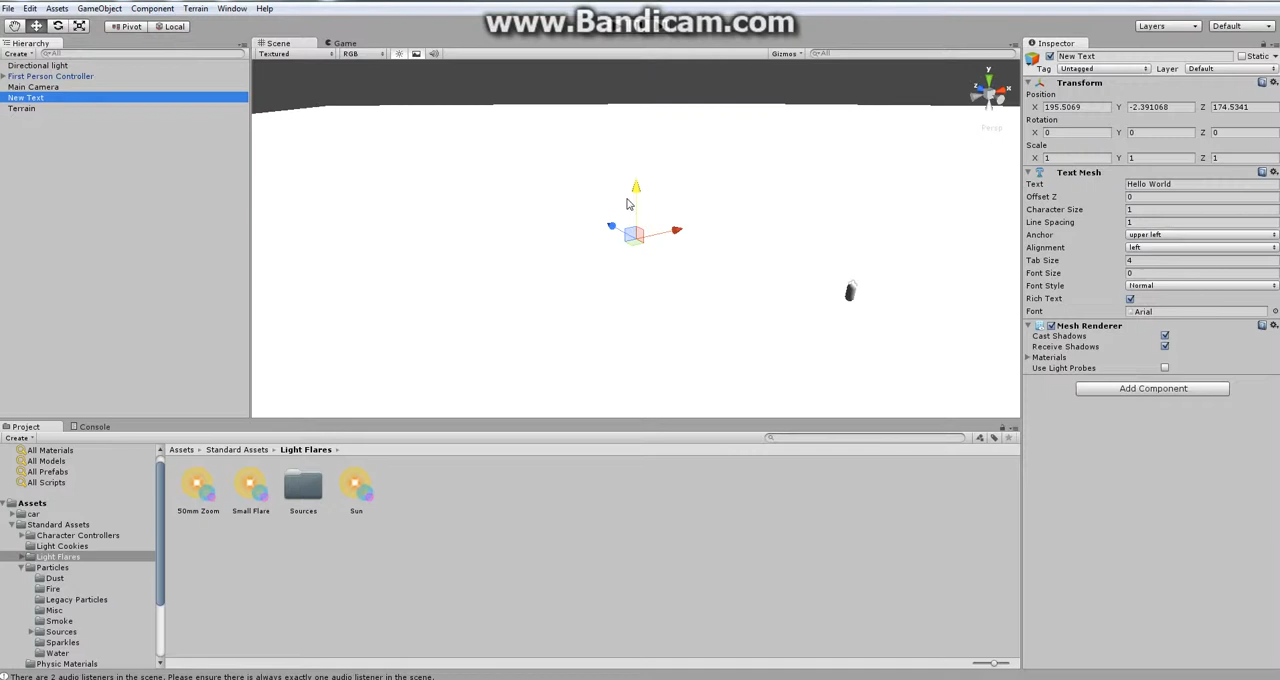 www.Bandicam.com
File Edit Assets GameObject Component Terrain Window Help
Pivot Local Layers Default
Hierarchy
Create All
Directional light
First Person Controller
Main Camera
New Text
Terrain
Scene Game
Textured RGB Gizmos All
y
x
z
Persp
Inspector
New Text Static
Tag Untagged Layer Default
Transform
Position
X 195.5069 Y -2.391068 Z 174.5341
Rotation
X 0 Y 0 Z 0
Scale
X 1 Y 1 Z 1
Text Mesh
Text Hello World
Offset Z 0
Character Size 1
Line Spacing 1
Anchor upper left
Alignment left
Tab Size 4
Font Size 0
Font Style Normal
Rich Text
Font Arial
Mesh Renderer
Cast Shadows
Receive Shadows
Materials
Use Light Probes
Add Component
Project Console
Create
All Materials
All Models
All Prefabs
All Scripts
Assets
car
Standard Assets
Character Controllers
Light Cookies
Light Flares
Particles
Dust
Fire
Legacy Particles
Misc
Smoke
Sources
Sparkles
Water
Physic Materials
Assets Standard Assets Light Flares
50mm Zoom Small Flare Sources Sun
There are 2 audio listeners in the scene. Please ensure there is always exactly one audio listener in the scene.